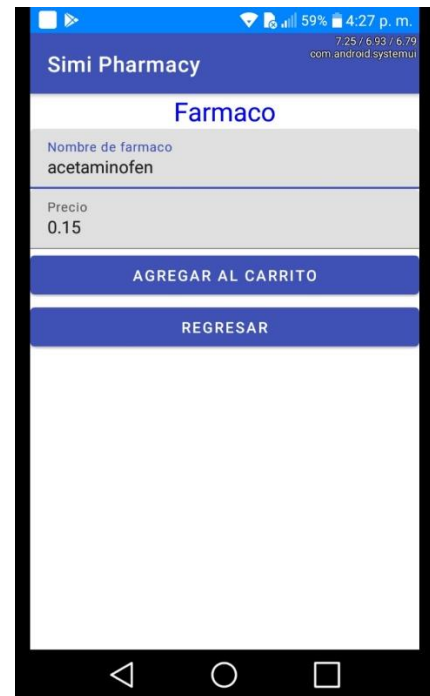 59% 4:27 p. m.
7.25 / 6.93 / 6.79
com.android.systemui
Simi Pharmacy
Farmaco
Nombre de farmaco
acetaminofen
Precio
0.15
AGREGAR AL CARRITO
REGRESAR